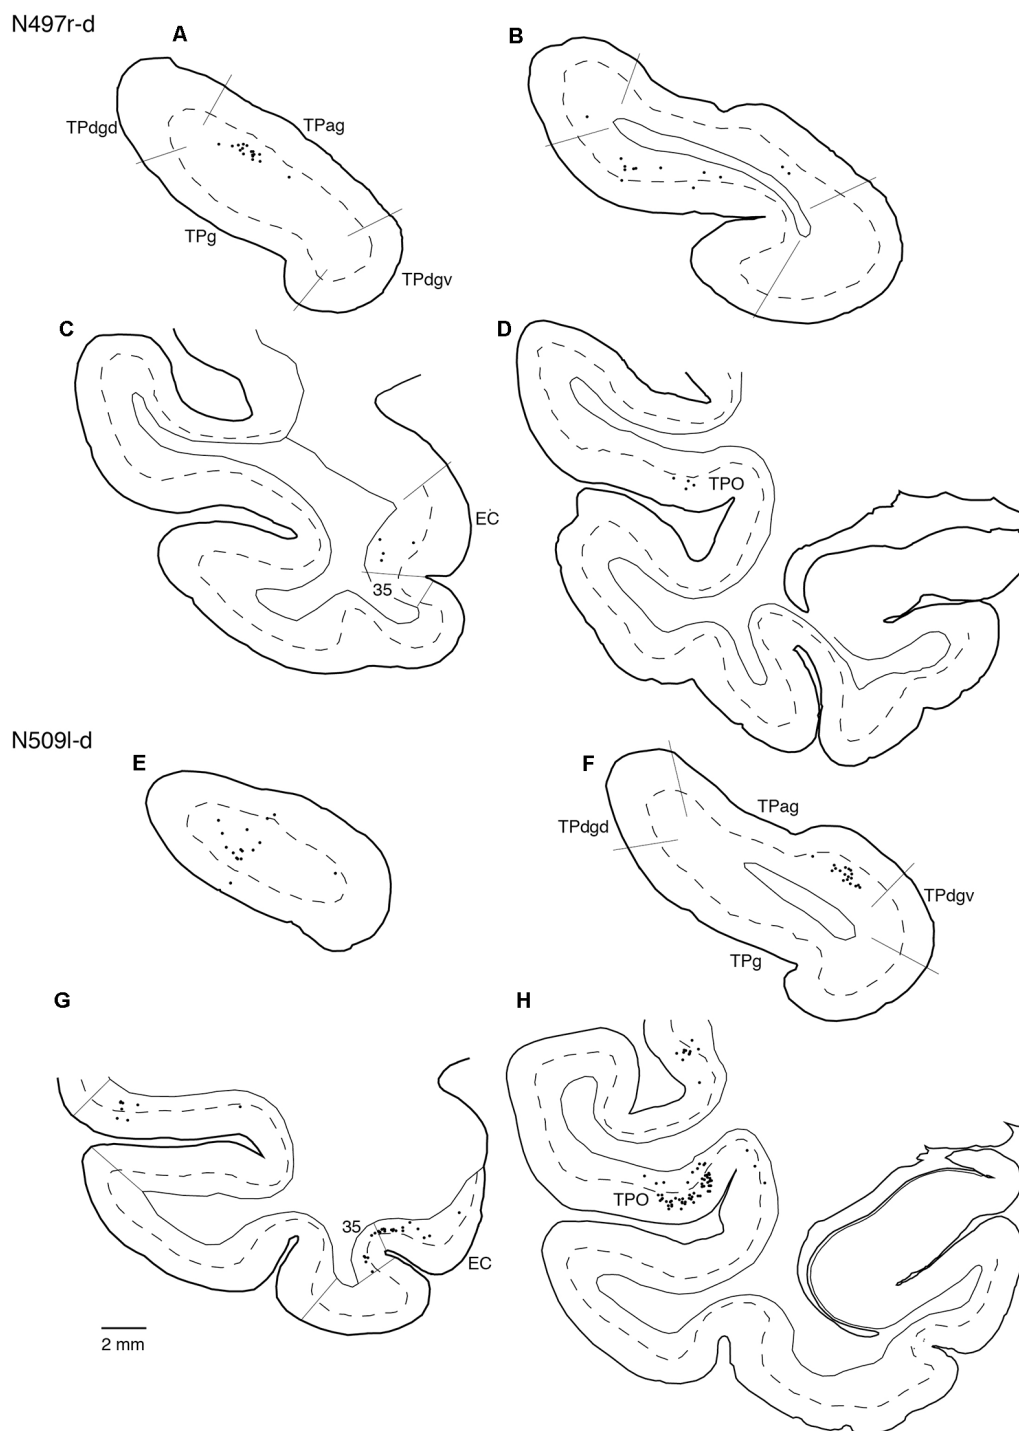 N497r-d
A
B
TPdgd
TPag
TPg
TPdgv
C
D
TPO
EC
35
N509l-d
E
F
TPag
TPdgd
TPdgv
TPg
G
H
TPO
35
EC
2 mm